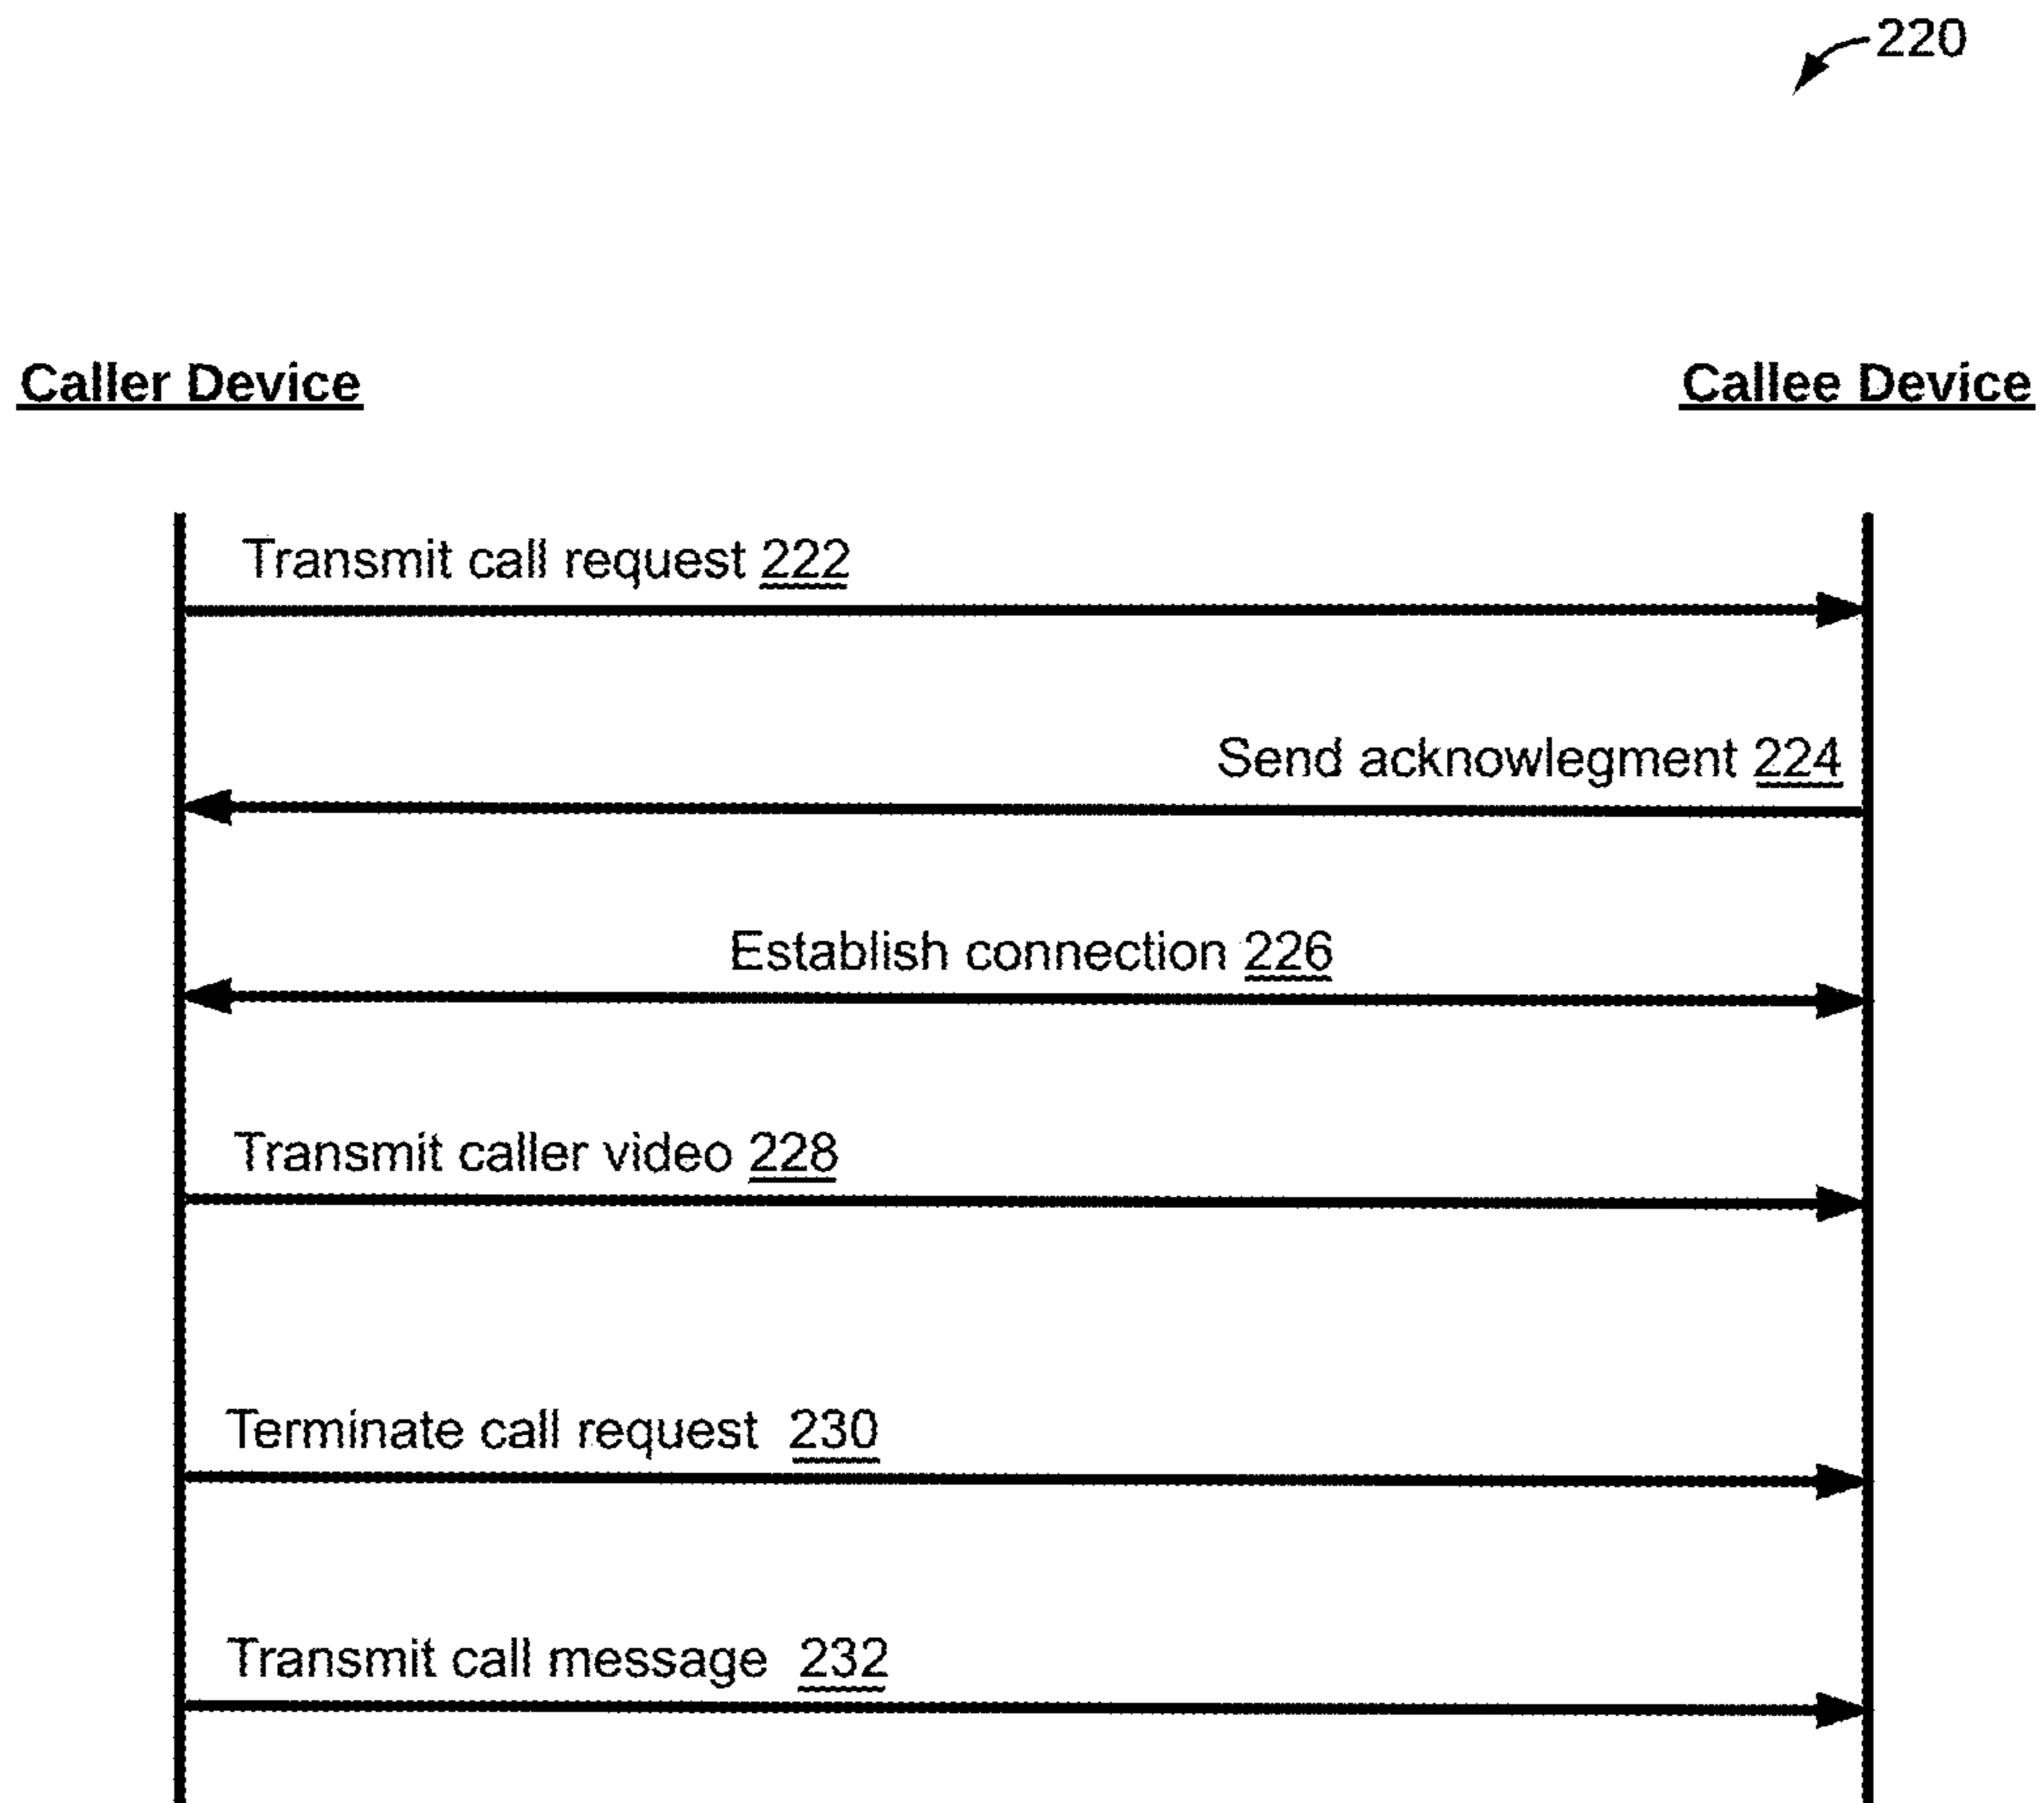 220
Caller Device
Callee Device
Transmit call request 222
Send acknowlegment 224
Establish connection 226
Transmit caller video 228
Terminate call request 230
Transmit call message 232